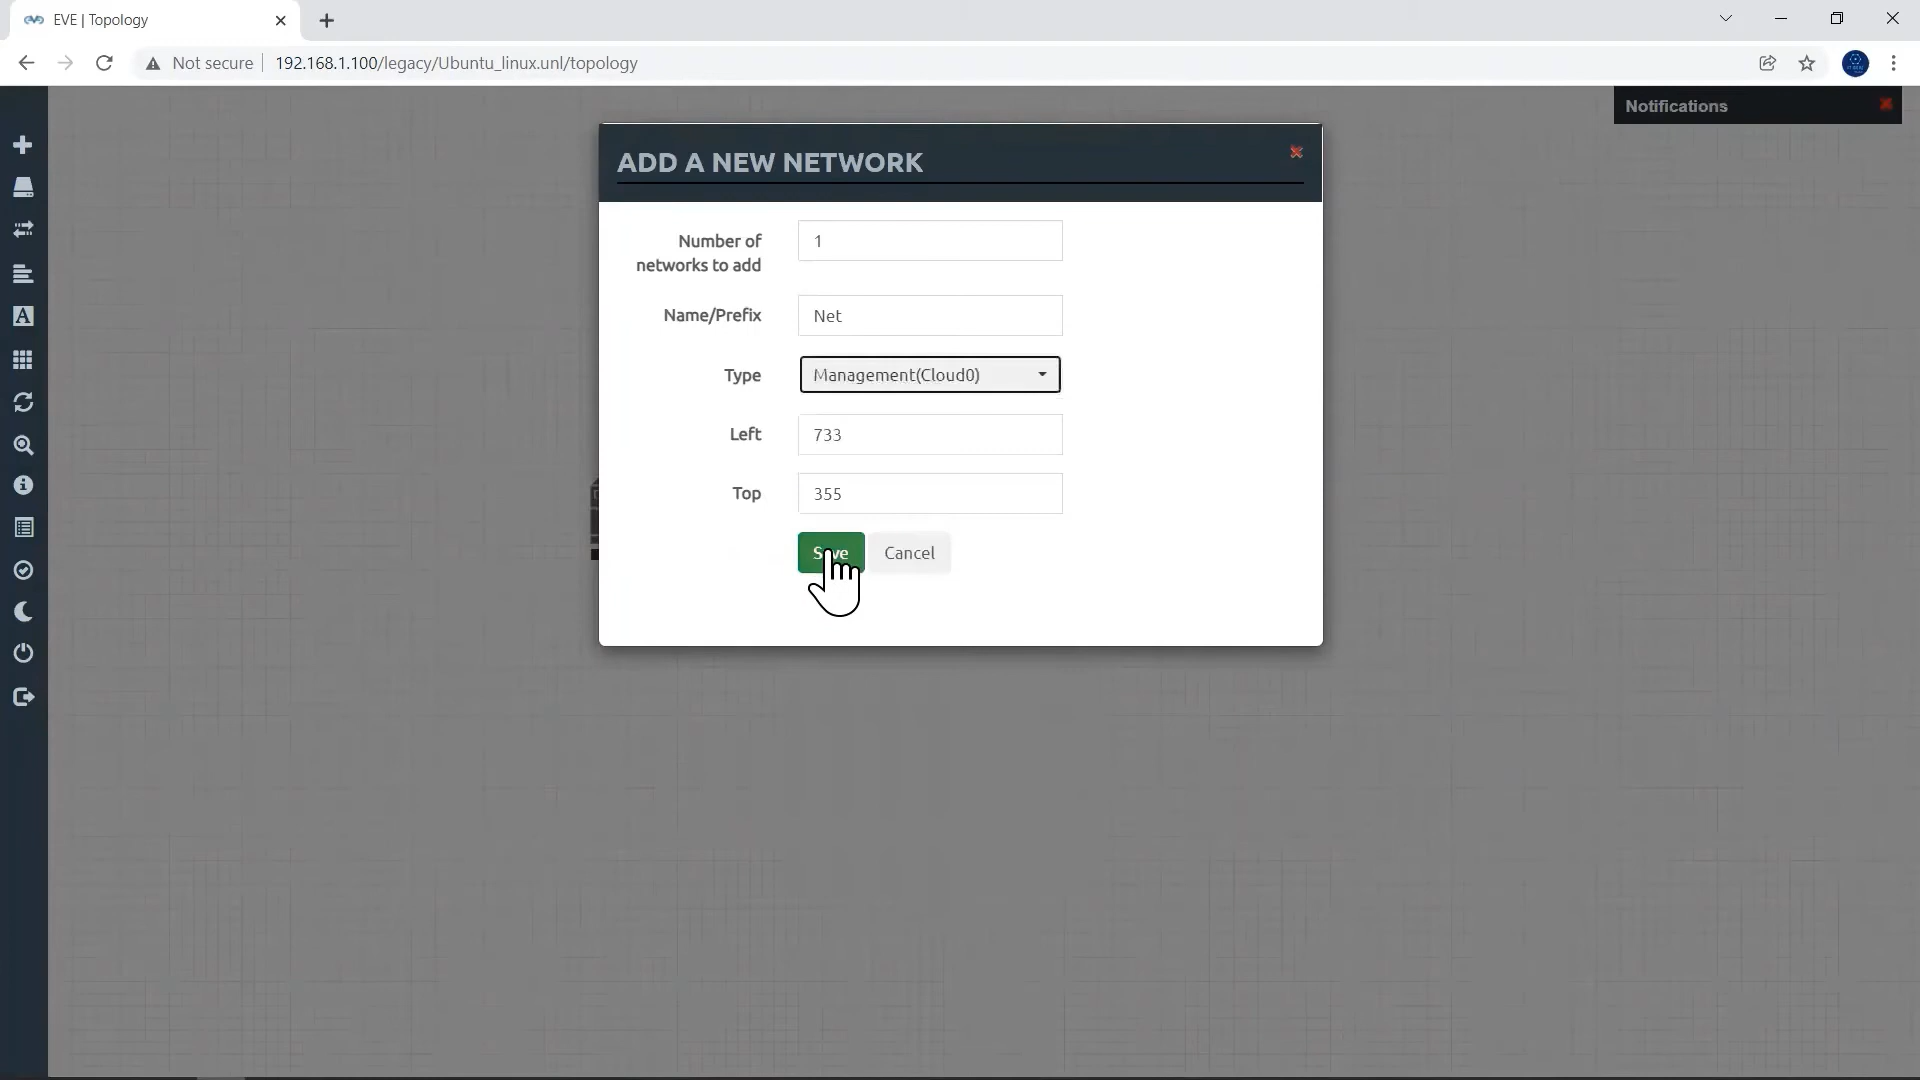 EVE | Topology
Not secure
192.168.1.100/legacy/Ubuntu_linux.unl/topology
Notifications
ADD A NEW NETWORK
Number of
networks to add
1
Name/Prefix
Net
Type
Management(Cloud0)
Left
733
Top
355
Save
Cancel